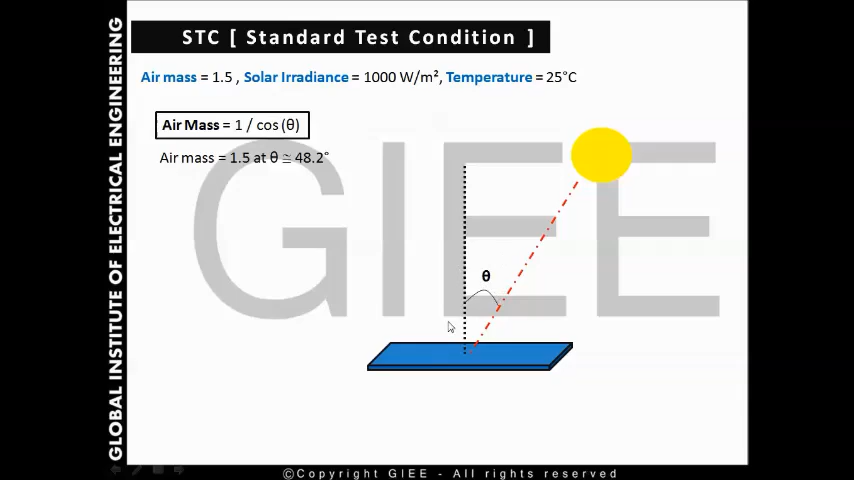 STC [ Standard Test Condition ]
Air mass = 1.5 , Solar Irradiance = 1000 W/m², Temperature = 25°C
Air Mass = 1 / cos (θ)
Air mass = 1.5 at θ ≅ 48.2°
θ
GIEE
GLOBAL INSTITUTE OF ELECTRICAL ENGINEERING
©Copyright GIEE - All rights reserved